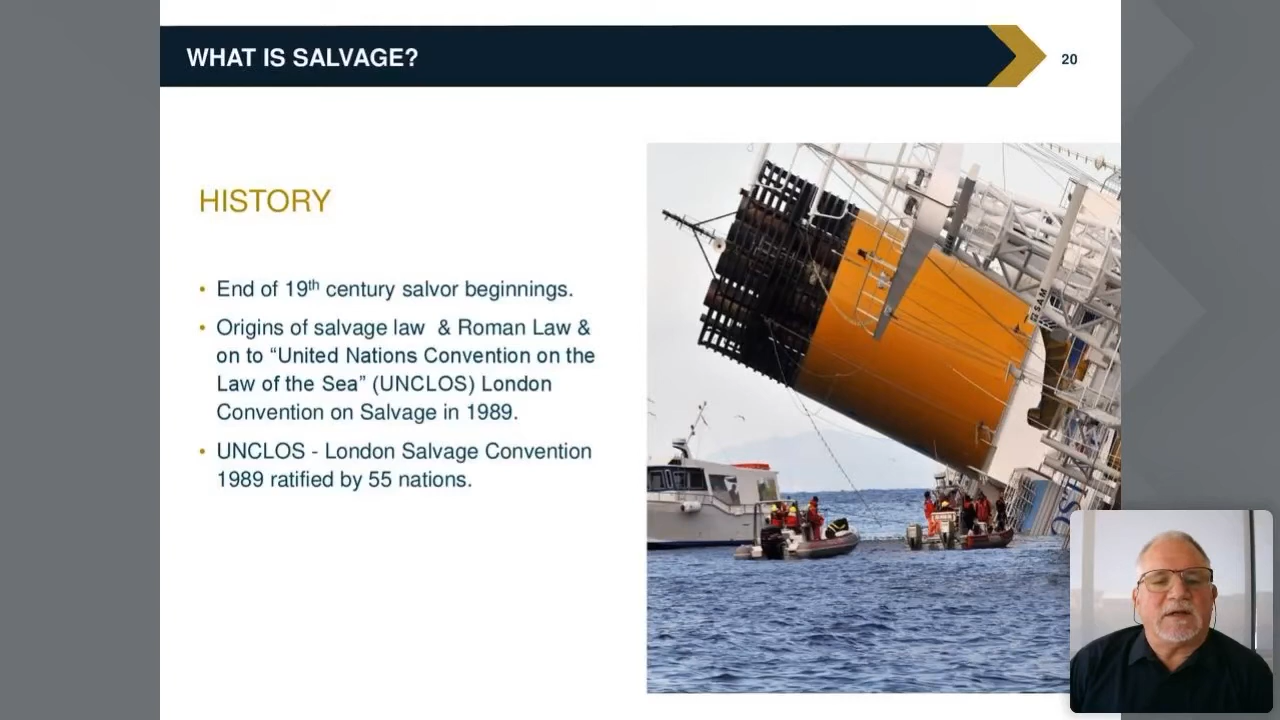 WHAT IS SALVAGE?
20
HISTORY
• End of 19th century salvor beginnings.
• Origins of salvage law & Roman Law &
on to “United Nations Convention on the
Law of the Sea” (UNCLOS) London
Convention on Salvage in 1989.
• UNCLOS - London Salvage Convention
1989 ratified by 55 nations.